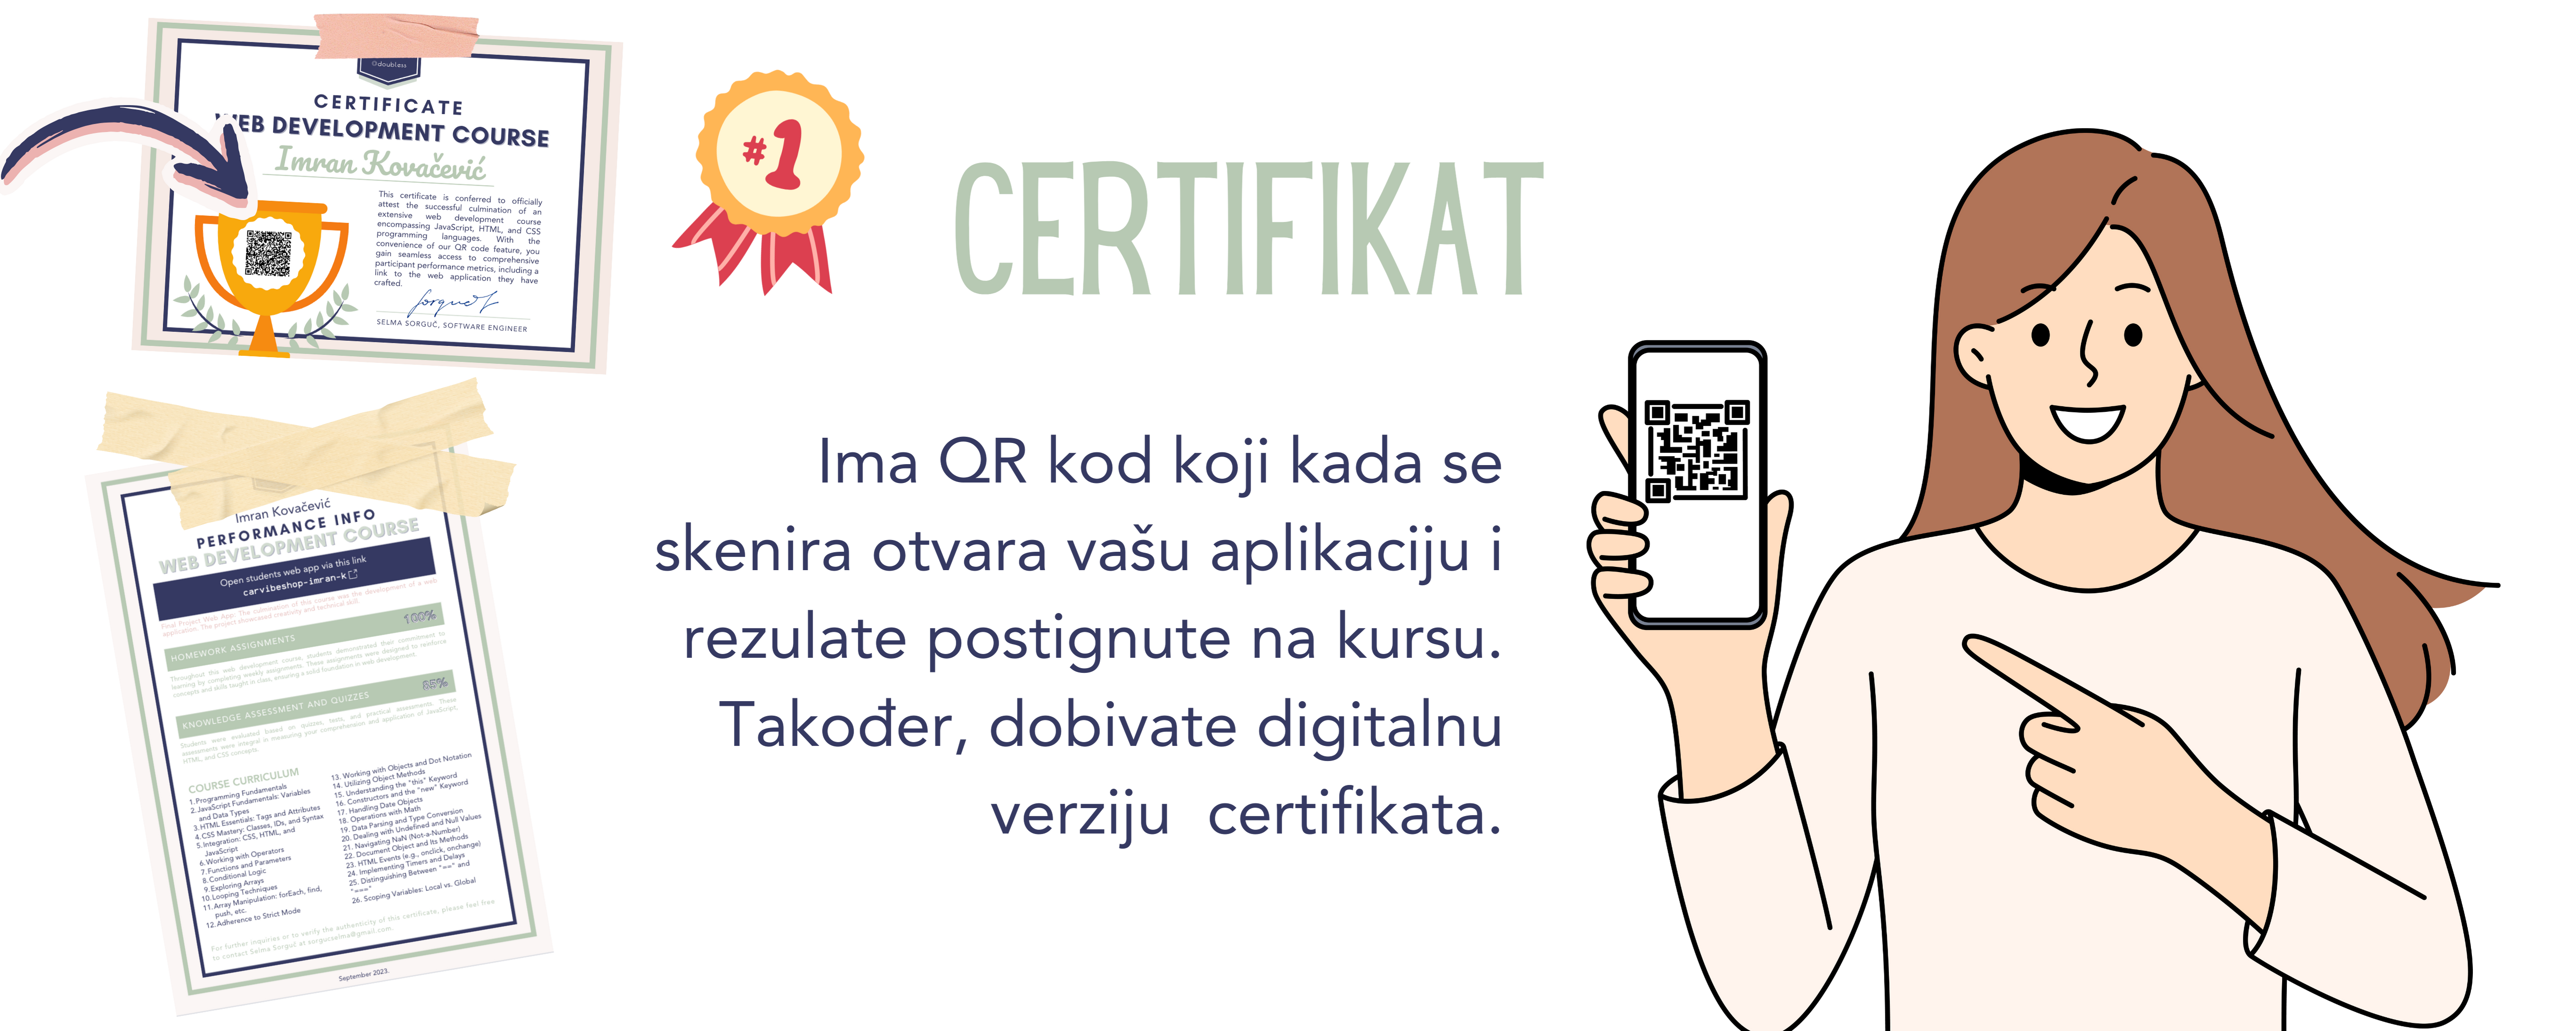 @doubless
CERTIFICATE
WEB DEVELOPMENT COURSE
Imran Kovačević
This certificate is conferred to officially
attest the successful culmination of an
extensive web development course
encompassing JavaScript, HTML, and CSS
programming languages. With the
convenience of our QR code feature, you
gain seamless access to comprehensive
participant performance metrics, including a
link to the web application they have
crafted.
SELMA SORGUČ, SOFTWARE ENGINEER
#1
CERTIFIKAT
Ima QR kod koji kada se
skenira otvara vašu aplikaciju i
rezulate postignute na kursu.
Također, dobivate digitalnu
verziju certifikata.
Imran Kovačević
PERFORMANCE INFO
WEB DEVELOPMENT COURSE
Open students web app via this link
carvibeshop-imran-k
Final Project Web App: The culmination of this course was the development of a web
application. The project showcased creativity and technical skill.
HOMEWORK ASSIGNMENTS 100%
Throughout this web development course, students demonstrated their commitment to
learning by completing weekly assignments. These assignments were designed to reinforce
concepts and skills taught in class, ensuring a solid foundation in web development.
KNOWLEDGE ASSESSMENT AND QUIZZES 85%
Students were evaluated based on quizzes, tests, and practical assessments. These
assessments were integral in measuring your comprehension and application of JavaScript,
HTML, and CSS concepts.
COURSE CURRICULUM
1. Programming Fundamentals
2. JavaScript Fundamentals: Variables
and Data Types
3. HTML Essentials: Tags and Attributes
4. CSS Mastery: Classes, IDs, and Syntax
5. Integration: CSS, HTML, and
JavaScript
6. Working with Operators
7. Functions and Parameters
8. Conditional Logic
9. Exploring Arrays
10. Looping Techniques
11. Array Manipulation: forEach, find,
push, etc.
12. Adherence to Strict Mode
13. Working with Objects and Dot Notation
14. Utilizing Object Methods
15. Understanding the "this" Keyword
16. Constructors and the "new" Keyword
17. Handling Date Objects
18. Operations with Math
19. Data Parsing and Type Conversion
20. Dealing with Undefined and Null Values
21. Navigating NaN (Not-a-Number)
22. Document Object and Its Methods
23. HTML Events (e.g., onclick, onchange)
24. Implementing Timers and Delays
25. Distinguishing Between "==" and
"==="
26. Scoping Variables: Local vs. Global
For further inquiries or to verify the authenticity of this certificate, please feel free
to contact Selma Sorguč at sorgucselma@gmail.com.
September 2023.